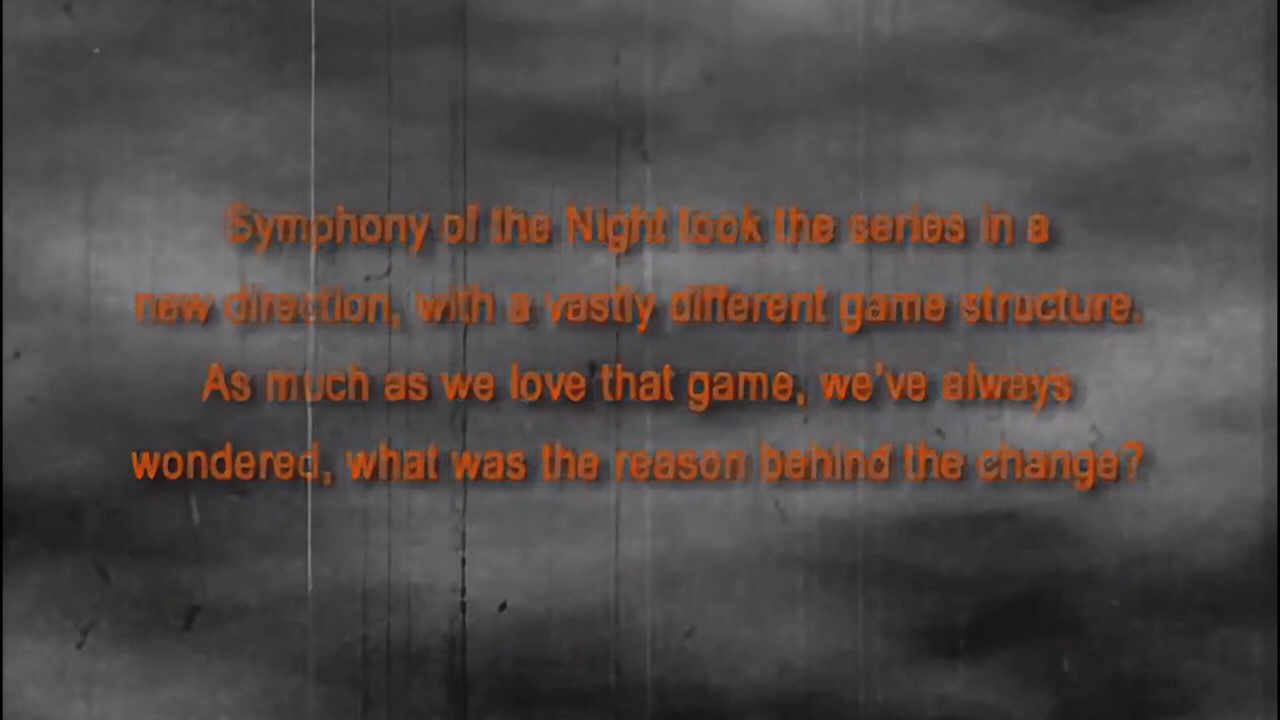 Symphony of the Night took the series in a
new direction, with a vastly different game structure.
As much as we love that game, we've always
wondered, what was the reason behind the change?